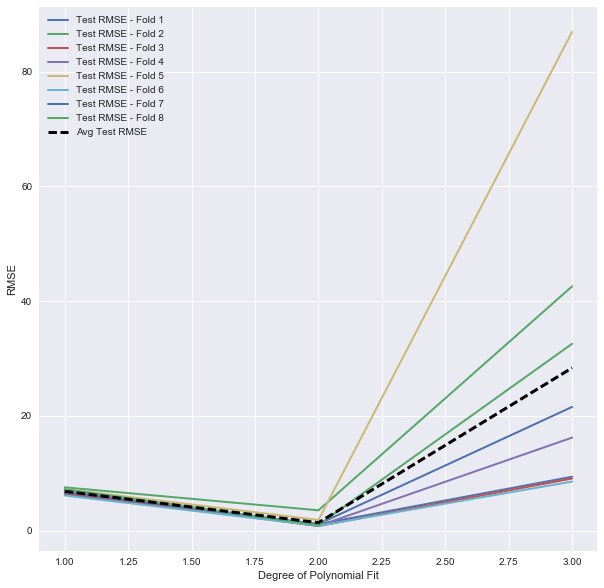 Test RMSE - Fold 1
Test RMSE - Fold 2
Test RMSE - Fold 3
Test RMSE - Fold 4
Test RMSE - Fold 5
Test RMSE - Fold 6
Test RMSE - Fold 7
Test RMSE - Fold 8
Avg Test RMSE
80
60
40
20
0
RMSE
1.00 1.25 1.50 1.75 2.00 2.25 2.50 2.75 3.00
Degree of Polynomial Fit